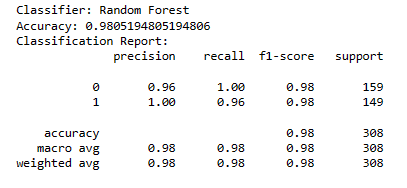 Classifier: Random Forest
Accuracy: 0.9805194805194806
Classification Report:
precision recall f1-score support
0 0.96 1.00 0.98 159
1 1.00 0.96 0.98 149
accuracy 0.98 308
macro avg 0.98 0.98 0.98 308
weighted avg 0.98 0.98 0.98 308